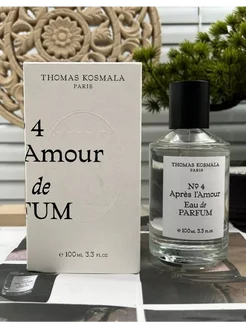 THOMAS KOSMALA
PARIS
4
Amour
de
FUM
℮ 100ML 3.3 fl.oz.
THOMAS KOSMALA
PARIS
Nº 4
Après l'Amour
Eau de
PARFUM
℮ 100ml 3.3 fl.oz.